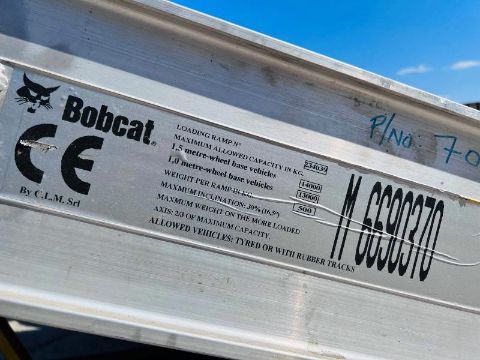 Bobcat.
CE
By C.L.M. Srl
LOADING RAMP N°
MAXIMUM ALLOWED CAPACITY IN KG.
1,5 metre-wheel base vehicles 14000
1,0 metre-wheel base vehicles 13000
WEIGHT PER RAMP IN KG. 500
MAXIMUM INCLINATION: 30% (16,5°)
MAXIMUM WEIGHT ON THE MORE LOADED
AXIS: 2/3 OF MAXIMUM CAPACITY.
ALLOWED VEHICLES: TYRED OR WITH RUBBER TRACKS
M 6698370
P/No: 70